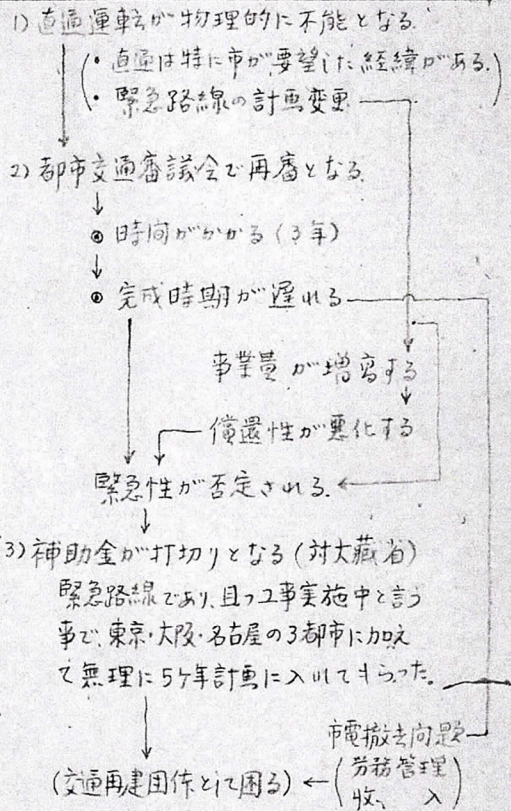 1) 直通運転が物理的に不能となる.
・直通は特に市が要望した経緯がある.
・緊急路線の計画変更
2) 都市交通審議会で再審となる
時間がかかる(3年)
完成時期が遅れる
事業量が増高する
償還性が悪化する
緊急性が否定される.
3) 補助金が打切りとなる(対大蔵省)
緊急路線であり、且つ工事実施中と言う
事で、東京・大阪・名古屋の3都市に加え
て無理に5ヶ年計画に入れてもらった。
市電撤去問題
(交通再建団体として困る)
(労務管理
収、入)